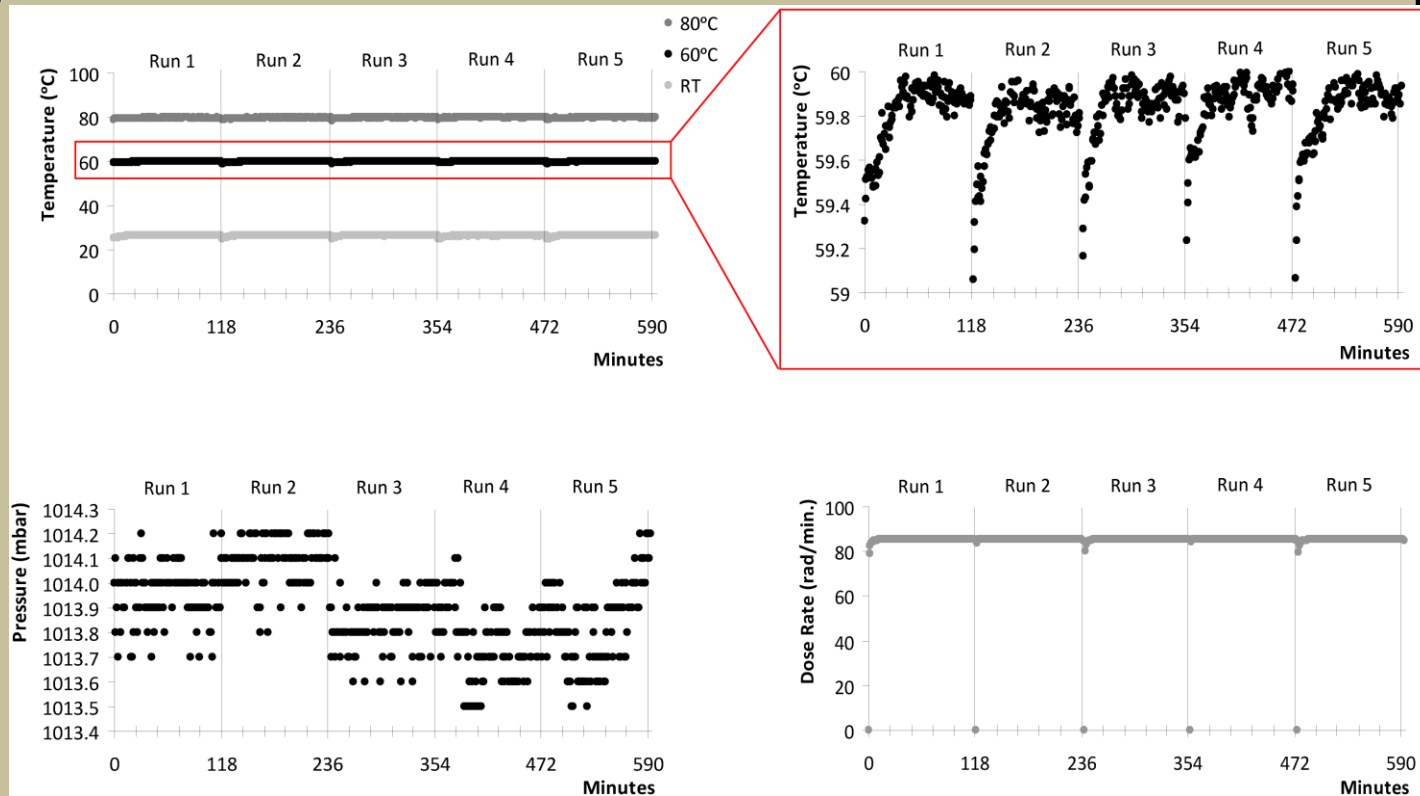 80ºC
60ºC
RT
Run 1 Run 2 Run 3 Run 4 Run 5
Temperature (ºC)
100
80
60
40
20
0
0 118 236 354 472 590
Minutes
Run 1 Run 2 Run 3 Run 4 Run 5
Temperature (ºC)
60
59.8
59.6
59.4
59.2
59
0 118 236 354 472 590
Minutes
Run 1 Run 2 Run 3 Run 4 Run 5
Pressure (mbar)
1014.3
1014.2
1014.1
1014.0
1013.9
1013.8
1013.7
1013.6
1013.5
1013.4
0 118 236 354 472 590
Minutes
Run 1 Run 2 Run 3 Run 4 Run 5
Dose Rate (rad/min.)
100
80
60
40
20
0
0 118 236 354 472 590
Minutes